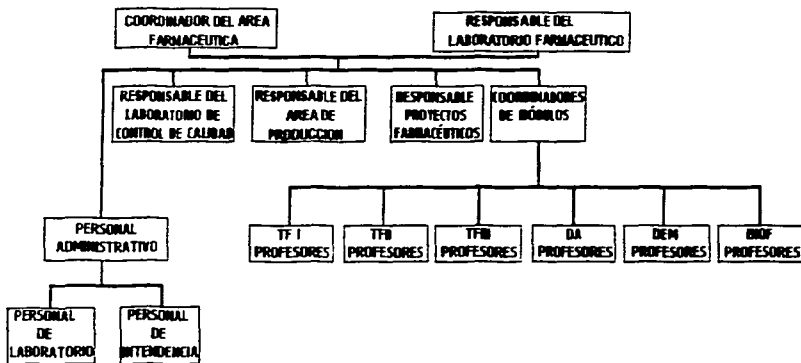 COORDINADOR DEL AREA
FARMACEUTICA
RESPONSABLE DEL
LABORATORIO FARMACEUTICO
RESPONSABLE DEL
LABORATORIO DE
CONTROL DE CALIDAD
RESPONSABLE DEL
AREA DE
PRODUCCION
RESPONSABLE
PROYECTOS
FARMACÉUTICOS
COORDINADORES
DE MÓDULOS
PERSONAL
ADMINISTRATIVO
TF I
PROFESORES
TFII
PROFESORES
TFIII
PROFESORES
DA
PROFESORES
DEM
PROFESORES
BIOF
PROFESORES
PERSONAL
DE
LABORATORIO
PERSONAL
DE
INTENDENCIA